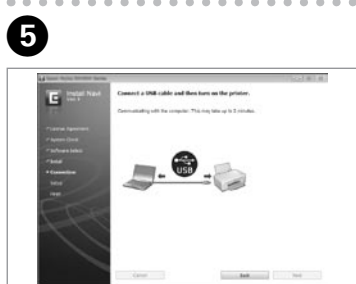 5
Install Navi
Connect a USB cable and then turn on the printer.
Communicating with the computer. This may take up to 2 minutes.
License Agreement
System Check
Software Select
Install
Connection
Setup
Finish
USB
Cancel
Back
Next